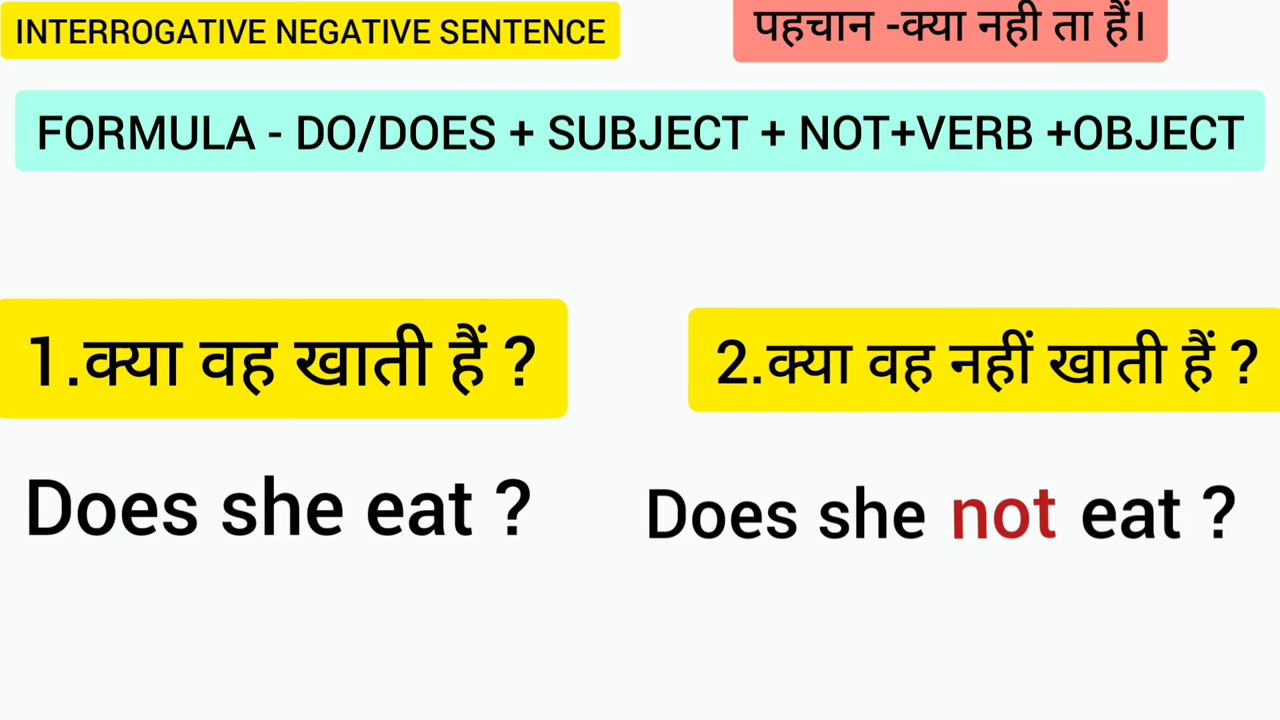 INTERROGATIVE NEGATIVE SENTENCE
पहचान -क्या नही ता हैं।
FORMULA - DO/DOES + SUBJECT + NOT+VERB +OBJECT
1.क्या वह खाती हैं ?
2.क्या वह नहीं खाती हैं ?
Does she eat ?
Does she not eat ?